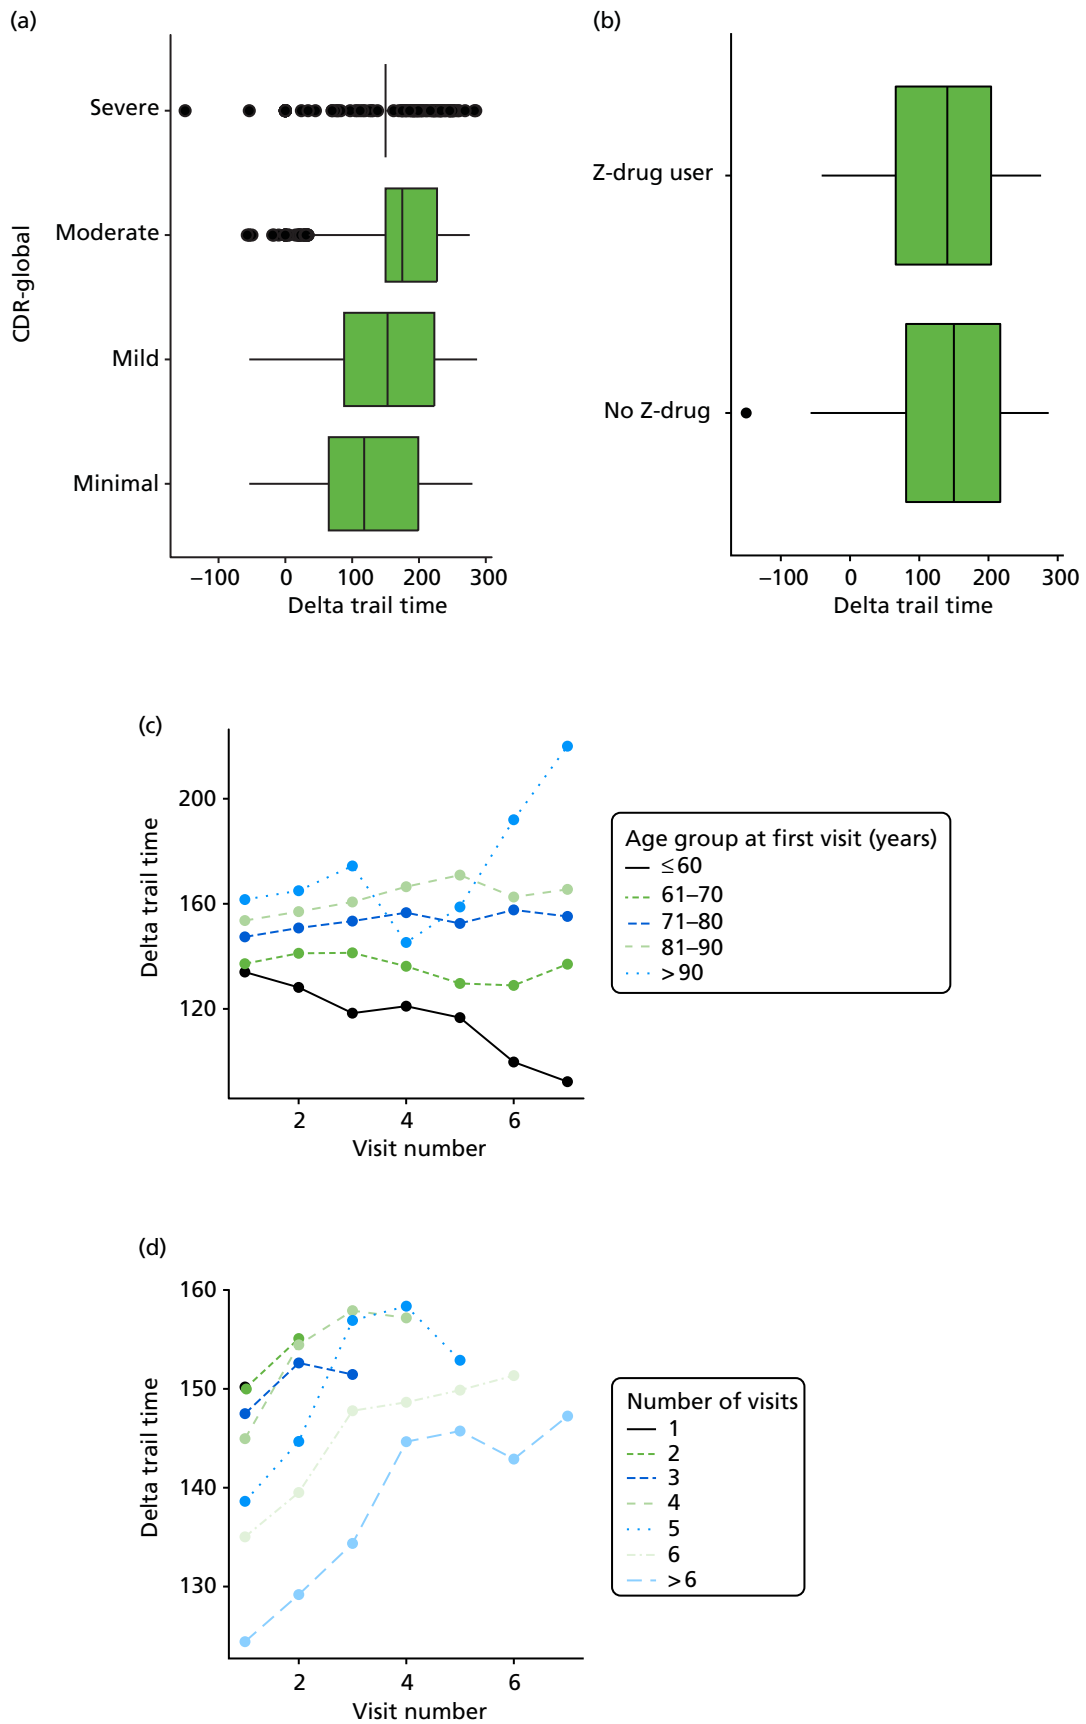 (a)
CDR-global
Severe
Moderate
Mild
Minimal
−100 0 100 200 300
Delta trail time
(b)
Z-drug user
No Z-drug
−100 0 100 200 300
Delta trail time
(c)
Delta trail time
200
160
120
2 4 6
Visit number
Age group at first visit (years)
≤60
61–70
71–80
81–90
>90
(d)
Delta trail time
160
150
140
130
2 4 6
Visit number
Number of visits
1
2
3
4
5
6
>6